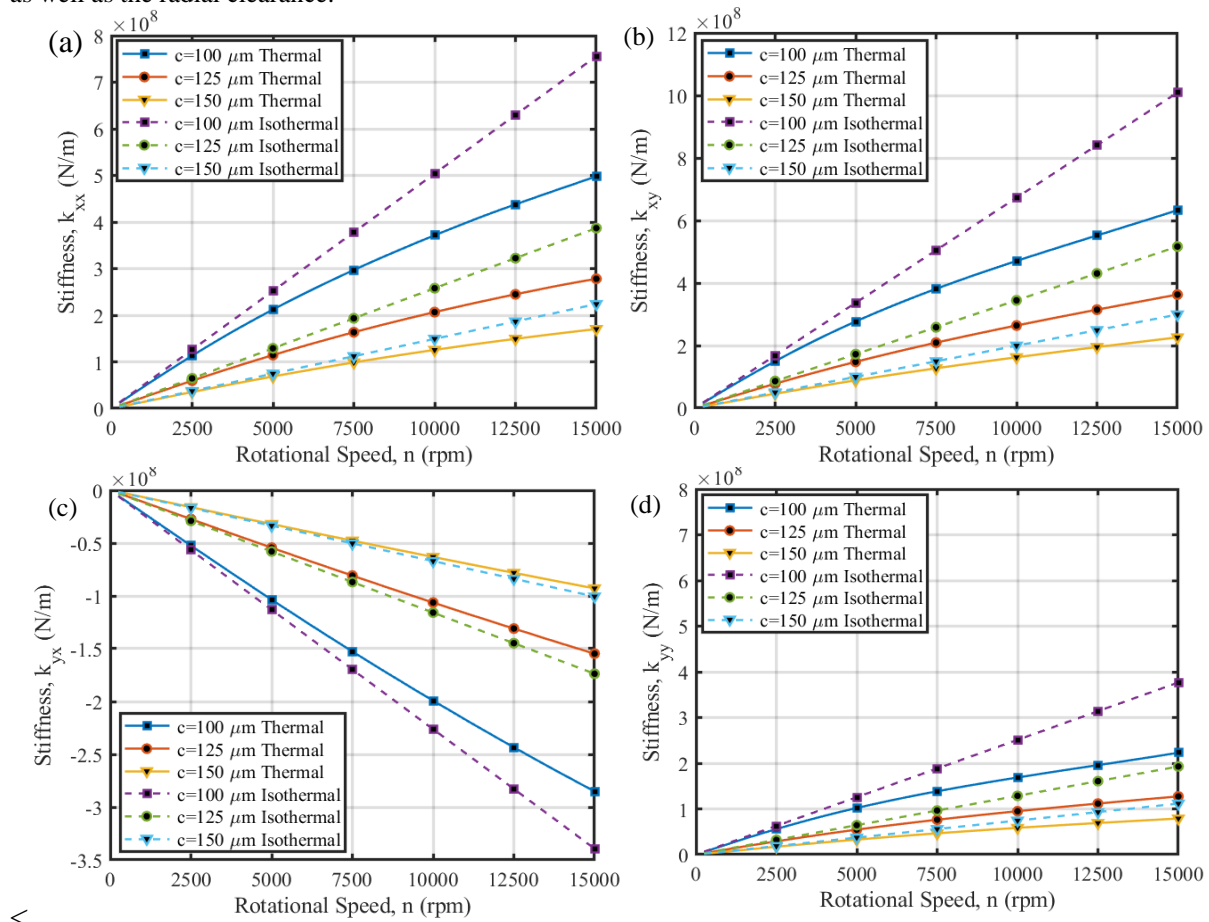 as well as the radial clearance.
×10^8
(a)
8
7
6
5
4
3
2
1
0
Stiffness, k_xx (N/m)
c=100 μm Thermal
c=125 μm Thermal
c=150 μm Thermal
c=100 μm Isothermal
c=125 μm Isothermal
c=150 μm Isothermal
2500 5000 7500 10000 12500 15000
Rotational Speed, n (rpm)
×10^8
(b)
12
10
8
6
4
2
0
Stiffness, k_xy (N/m)
c=100 μm Thermal
c=125 μm Thermal
c=150 μm Thermal
c=100 μm Isothermal
c=125 μm Isothermal
c=150 μm Isothermal
2500 5000 7500 10000 12500 15000
Rotational Speed, n (rpm)
×10^8
(c)
0
-0.5
-1
-1.5
-2
-2.5
-3
-3.5
Stiffness, k_yx (N/m)
c=100 μm Thermal
c=125 μm Thermal
c=150 μm Thermal
c=100 μm Isothermal
c=125 μm Isothermal
c=150 μm Isothermal
2500 5000 7500 10000 12500 15000
Rotational Speed, n (rpm)
×10^8
(d)
8
7
6
5
4
3
2
1
0
Stiffness, k_yy (N/m)
c=100 μm Thermal
c=125 μm Thermal
c=150 μm Thermal
c=100 μm Isothermal
c=125 μm Isothermal
c=150 μm Isothermal
2500 5000 7500 10000 12500 15000
Rotational Speed, n (rpm)
<